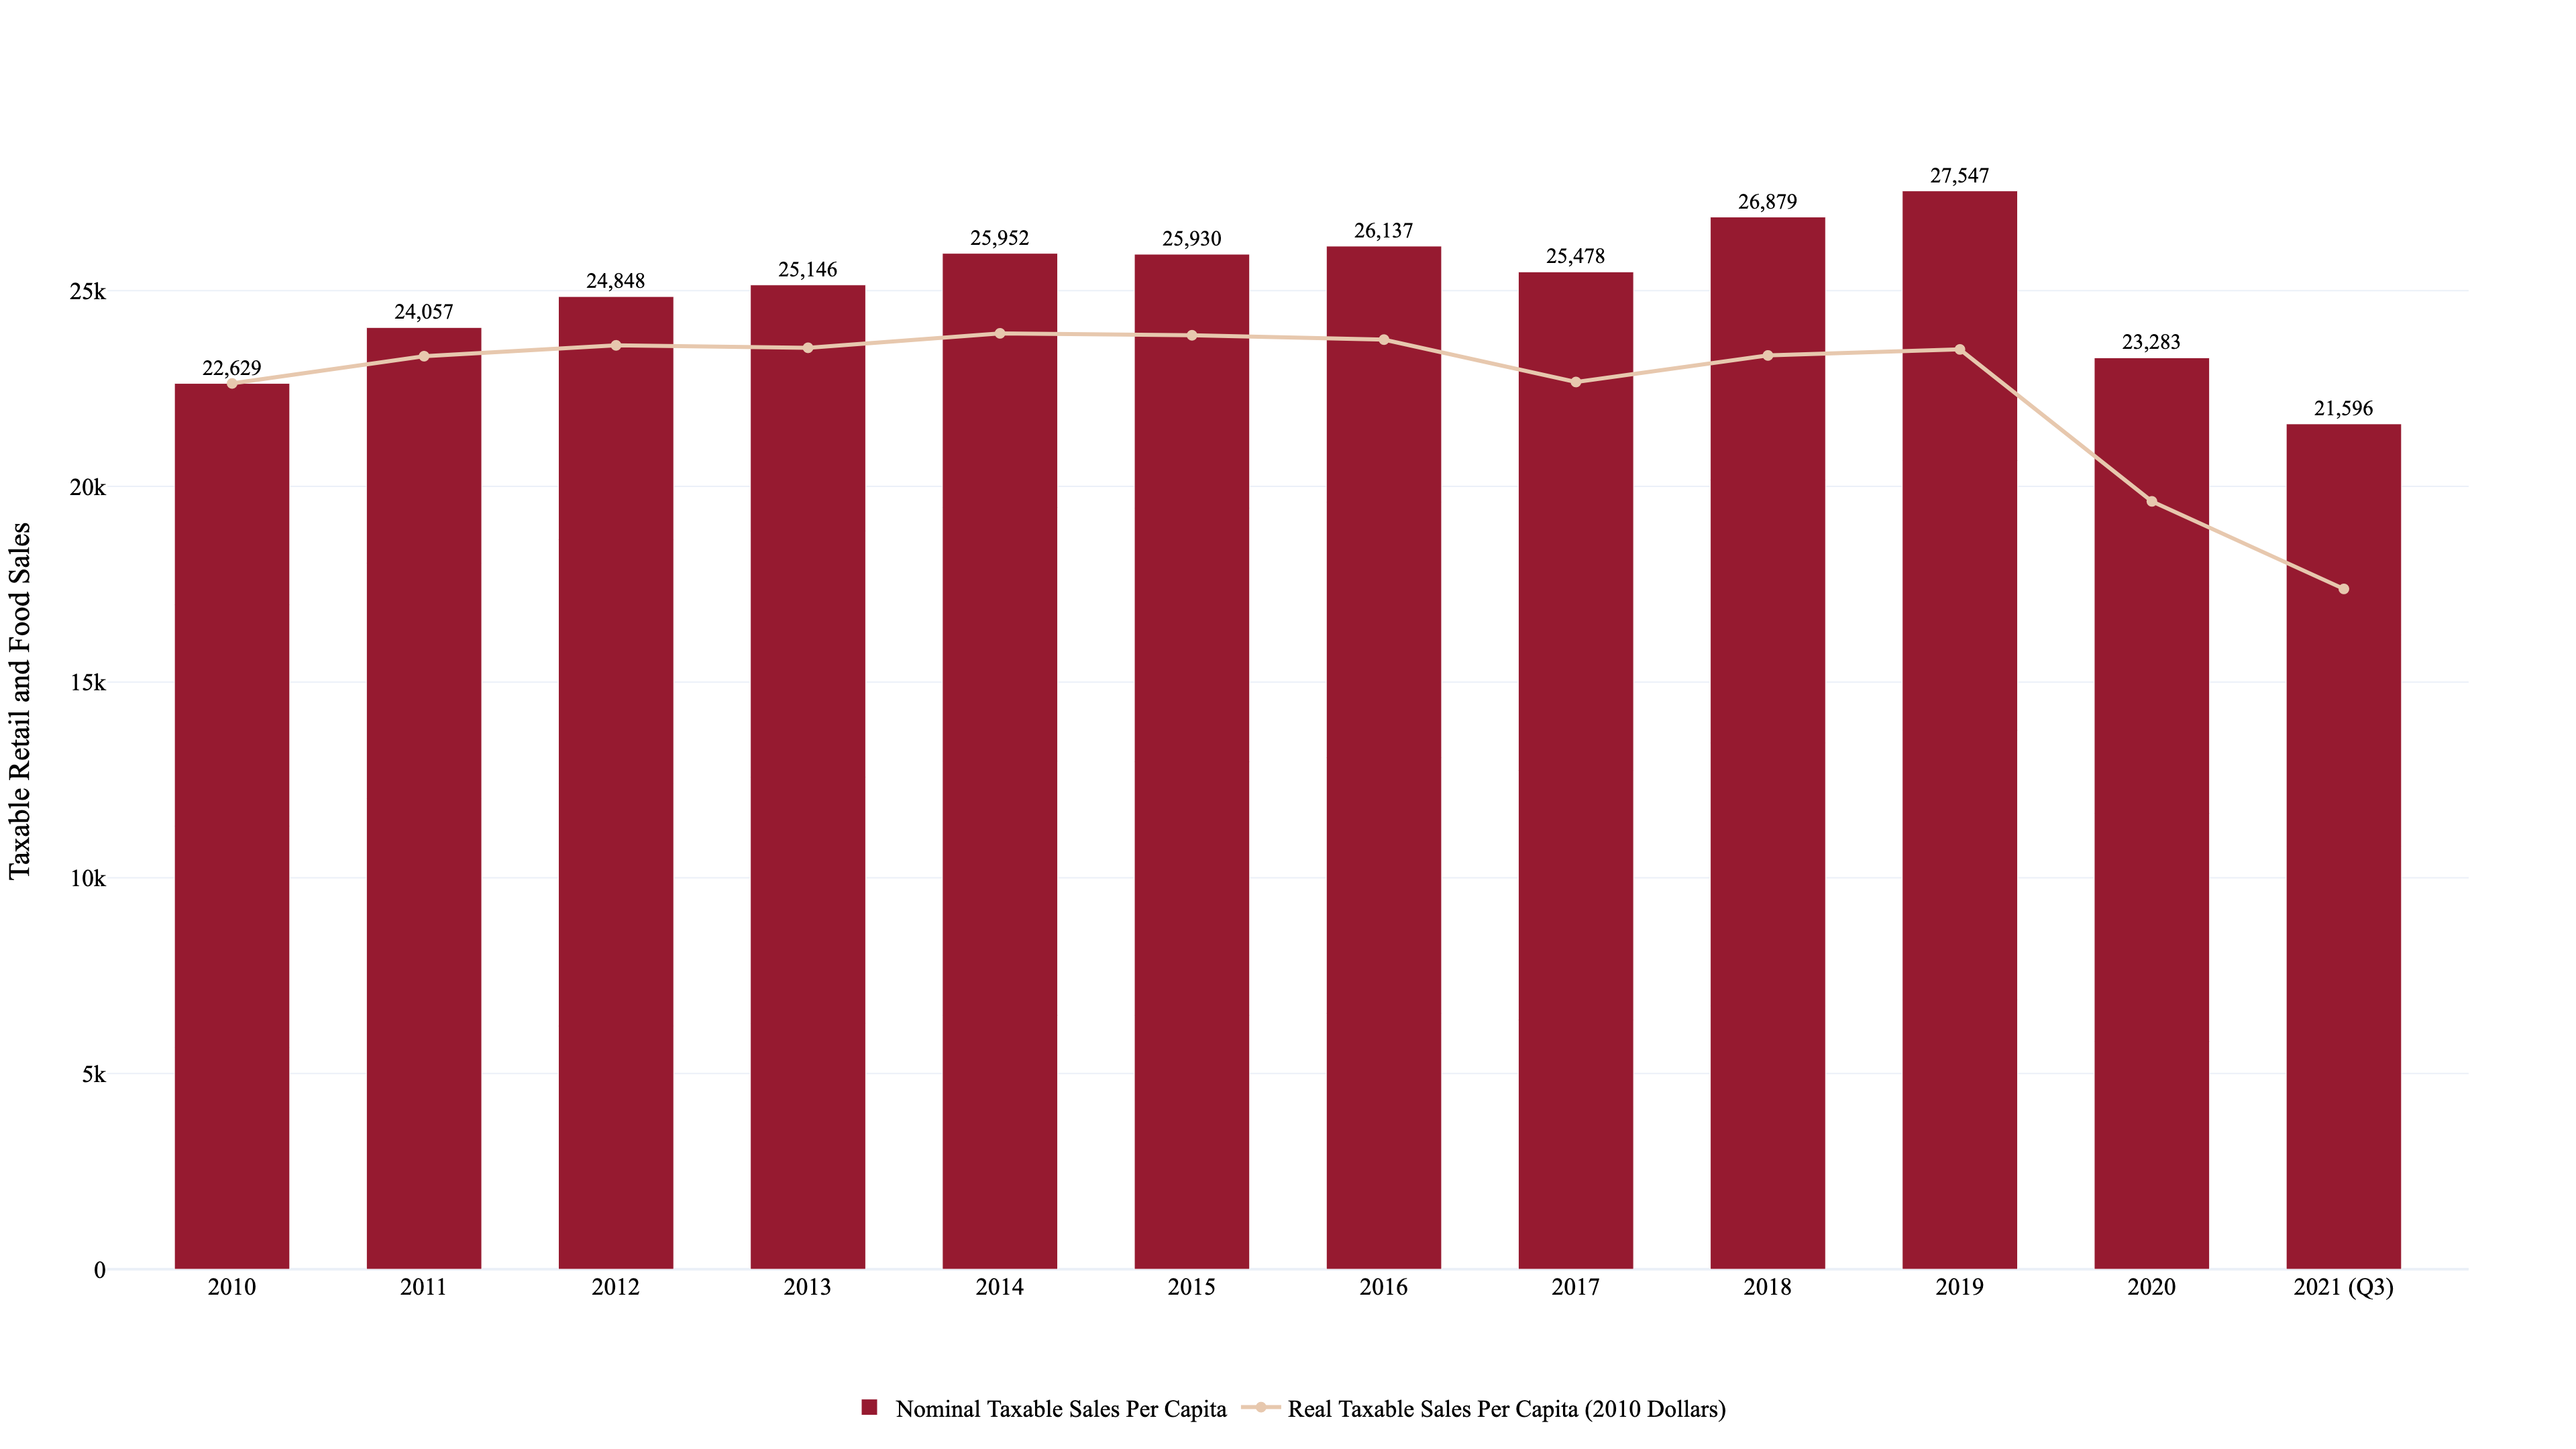 27,547
26,879
26,137
25,952
25,930
25,478
25,146
24,848
24,057
23,283
22,629
21,596
25k
20k
15k
10k
5k
0
Taxable Retail and Food Sales
2010 2011 2012 2013 2014 2015 2016 2017 2018 2019 2020 2021 (Q3)
Nominal Taxable Sales Per Capita Real Taxable Sales Per Capita (2010 Dollars)